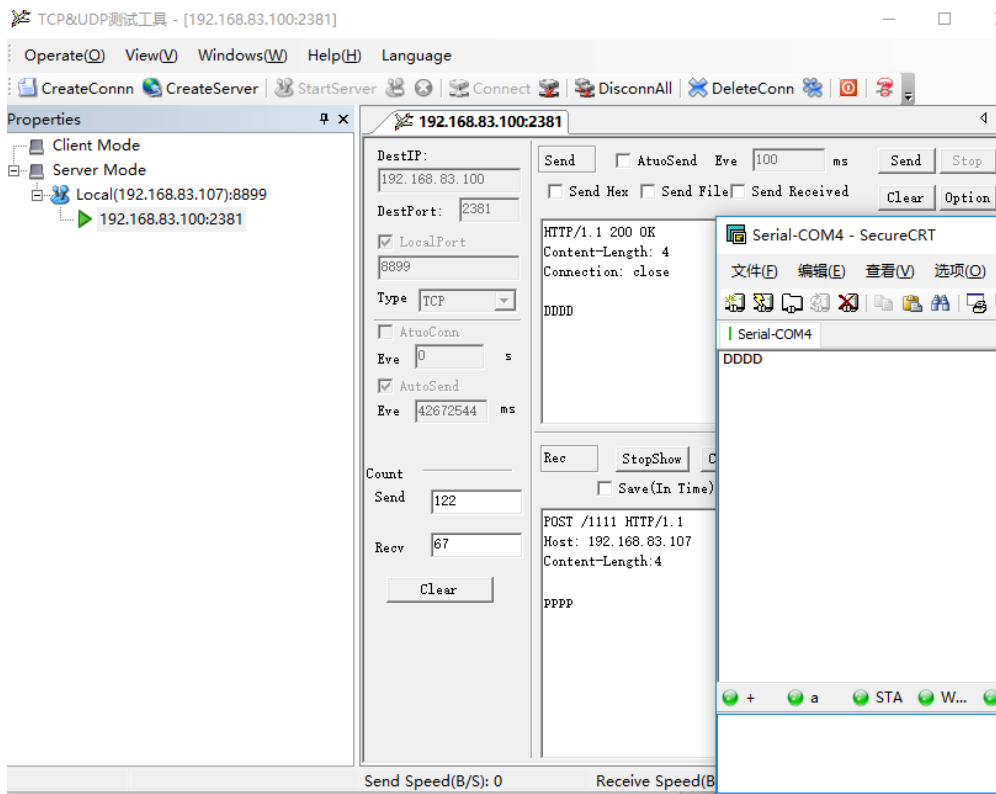 TCP&UDP测试工具 - [192.168.83.100:2381]
Operate(O) View(V) Windows(W) Help(H) Language
CreateConnn CreateServer StartServer Connect DisconnAll DeleteConn
Properties
Client Mode
Server Mode
Local(192.168.83.107):8899
192.168.83.100:2381
192.168.83.100:2381
DestIP:
192.168.83.100
DestPort: 2381
LocalPort
8899
Type TCP
AtuoConn
Eve 0 s
AutoSend
Eve 42672544 ms
Count
Send 122
Recv 67
Clear
Send AtuoSend Eve 100 ms Send Stop
Send Hex Send File Send Received Clear Option
HTTP/1.1 200 OK
Content-Length: 4
Connection: close
DDDD
Rec StopShow C
Save(In Time)
POST /1111 HTTP/1.1
Host: 192.168.83.107
Content-Length:4
PPPP
Serial-COM4 - SecureCRT
文件(F) 编辑(E) 查看(V) 选项(O)
Serial-COM4
DDDD
+ a STA W...
Send Speed(B/S): 0 Receive Speed(B